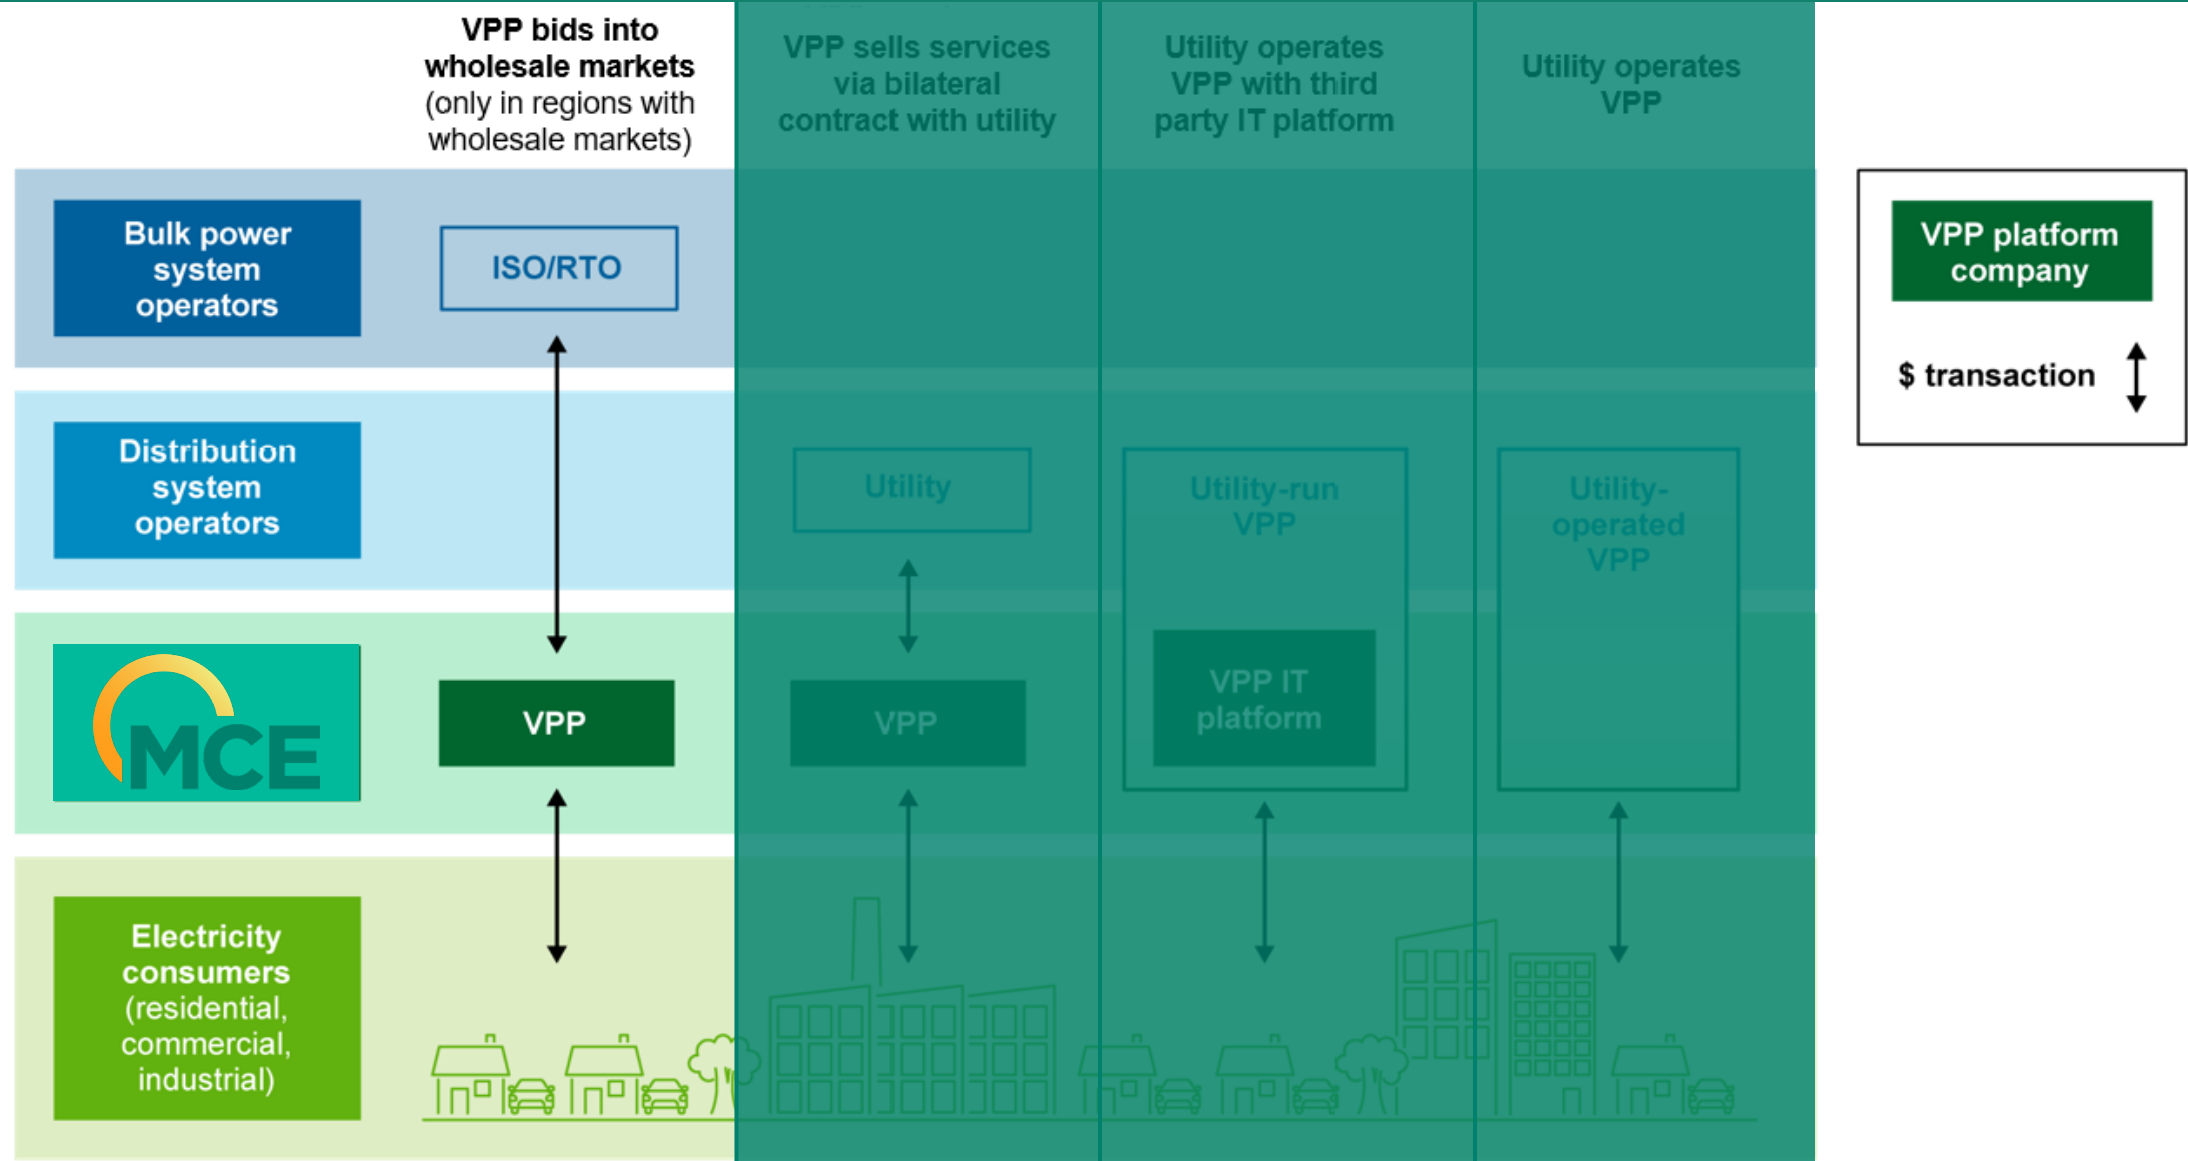 VPP bids into
wholesale markets
(only in regions with
wholesale markets)
VPP sells services
via bilateral
contract with utility
Utility operates
VPP with third
party IT platform
Utility operates
VPP
Bulk power
system
operators
ISO/RTO
VPP platform
company
$ transaction
Distribution
system
operators
Utility
Utility-run
VPP
Utility-
operated
VPP
MCE
VPP
VPP
VPP IT
platform
Electricity
consumers
(residential,
commercial,
industrial)